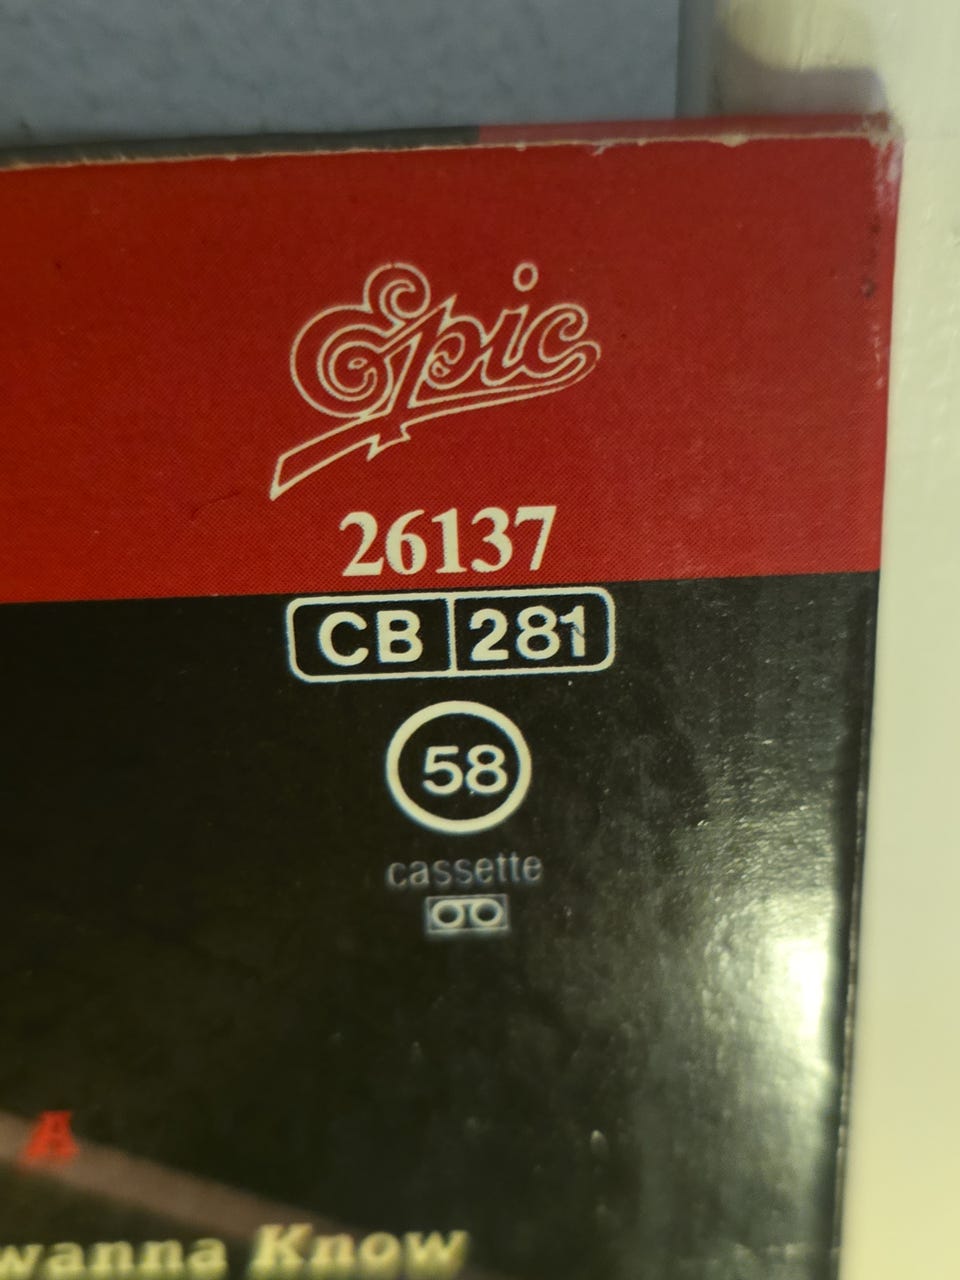 Epic
26137
CB 281
58
cassette
A
wanna Know